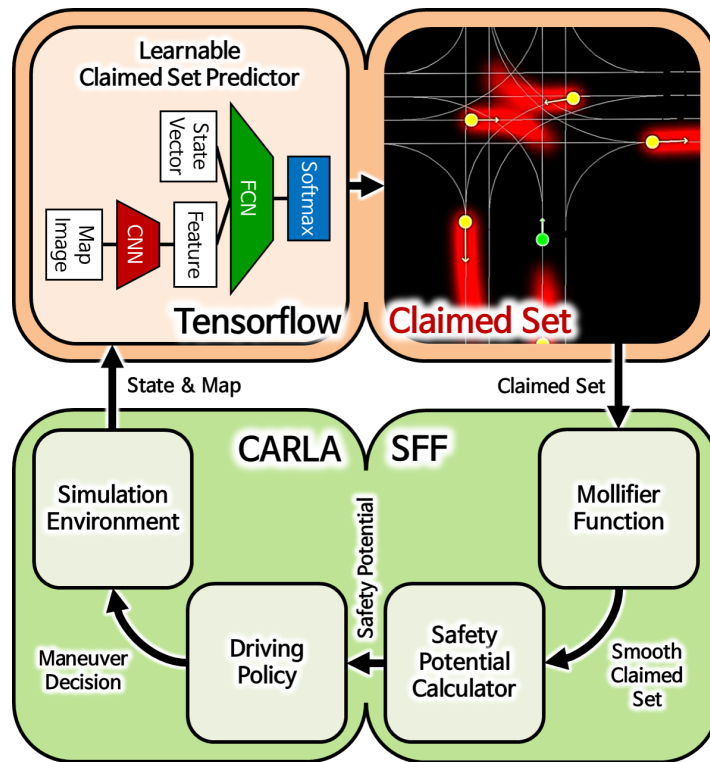 Learnable
Claimed Set Predictor
State
Vector
FCN
Softmax
Map
Image
CNN
Feature
Tensorflow
Claimed Set
State & Map
Claimed Set
CARLA
SFF
Simulation
Environment
Mollifier
Function
Safety Potential
Driving
Policy
Safety
Potential
Calculator
Maneuver
Decision
Smooth
Claimed
Set